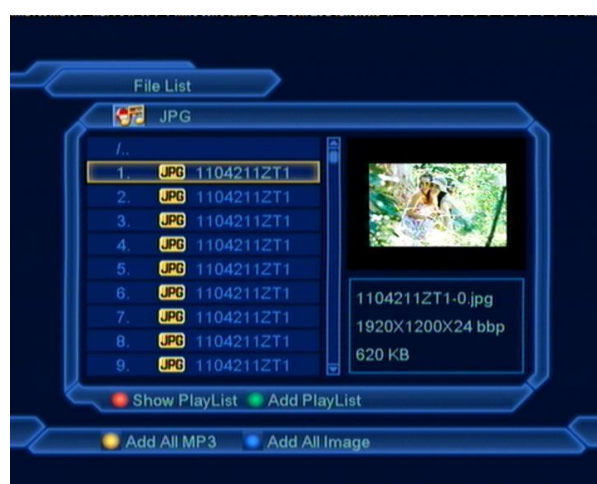 File List
JPG
/..
1. JPG 1104211ZT1
2. JPG 1104211ZT1
3. JPG 1104211ZT1
4. JPG 1104211ZT1
5. JPG 1104211ZT1
6. JPG 1104211ZT1
7. JPG 1104211ZT1
8. JPG 1104211ZT1
9. JPG 1104211ZT1
1104211ZT1-0.jpg
1920X1200X24 bbp
620 KB
Show PlayList Add PlayList
Add All MP3 Add All Image